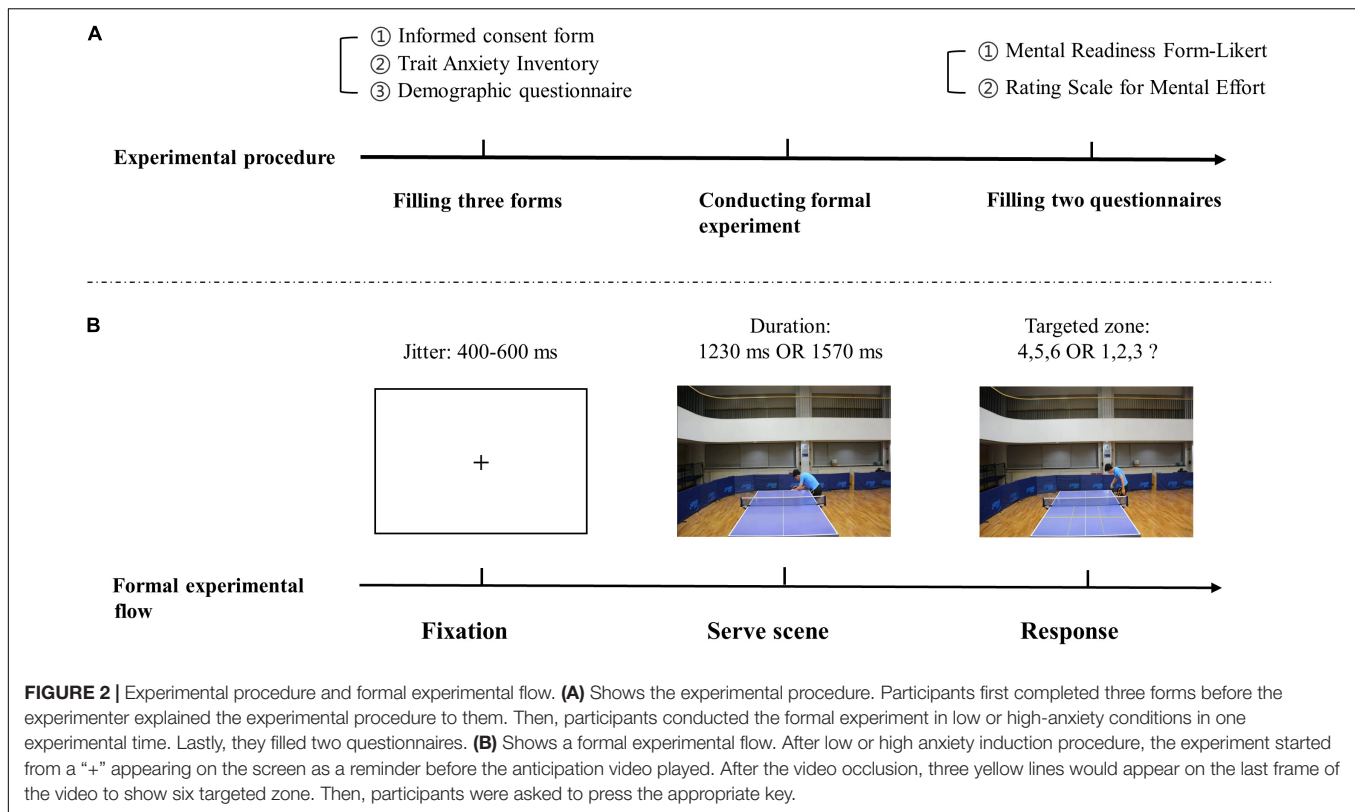 A
① Informed consent form
② Trait Anxiety Inventory
③ Demographic questionnaire
① Mental Readiness Form-Likert
② Rating Scale for Mental Effort
Experimental procedure
Filling three forms
Conducting formal
experiment
Filling two questionnaires
B
Jitter: 400-600 ms
Duration:
1230 ms OR 1570 ms
Targeted zone:
4,5,6 OR 1,2,3 ?
+
Formal experimental
flow
Fixation
Serve scene
Response
FIGURE 2 | Experimental procedure and formal experimental flow. (A) Shows the experimental procedure. Participants first completed three forms before the
experimenter explained the experimental procedure to them. Then, participants conducted the formal experiment in low or high-anxiety conditions in one
experimental time. Lastly, they filled two questionnaires. (B) Shows a formal experimental flow. After low or high anxiety induction procedure, the experiment started
from a “+” appearing on the screen as a reminder before the anticipation video played. After the video occlusion, three yellow lines would appear on the last frame of
the video to show six targeted zone. Then, participants were asked to press the appropriate key.